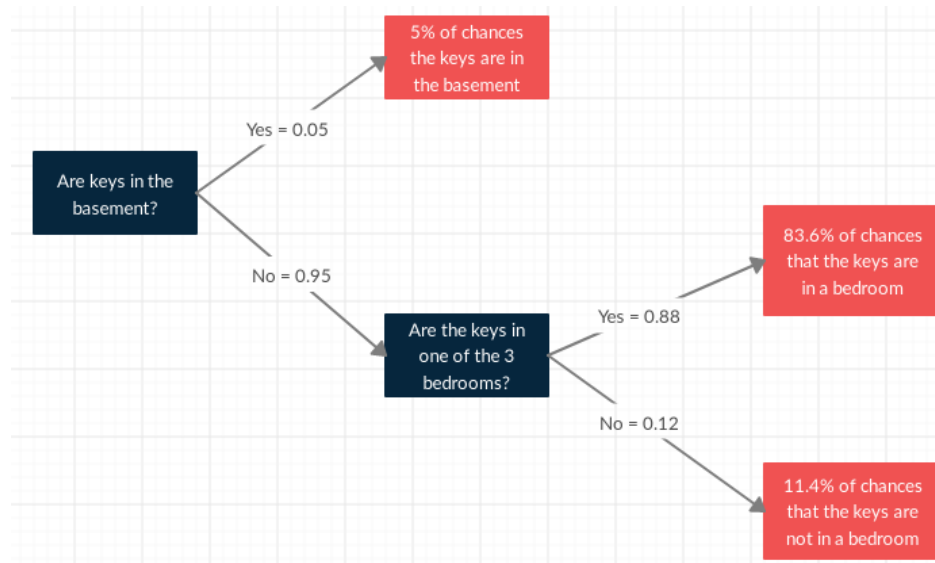 5% of chances
the keys are in
the basement
Yes = 0.05
Are keys in the
basement?
No = 0.95
83.6% of chances
that the keys are
in a bedroom
Yes = 0.88
Are the keys in
one of the 3
bedrooms?
No = 0.12
11.4% of chances
that the keys are
not in a bedroom